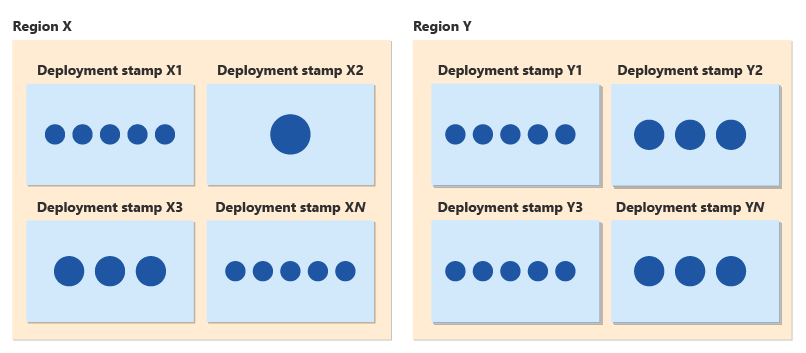 Region X
Region Y
Deployment stamp X1
Deployment stamp X2
Deployment stamp Y1
Deployment stamp Y2
Deployment stamp X3
Deployment stamp XN
Deployment stamp Y3
Deployment stamp YN